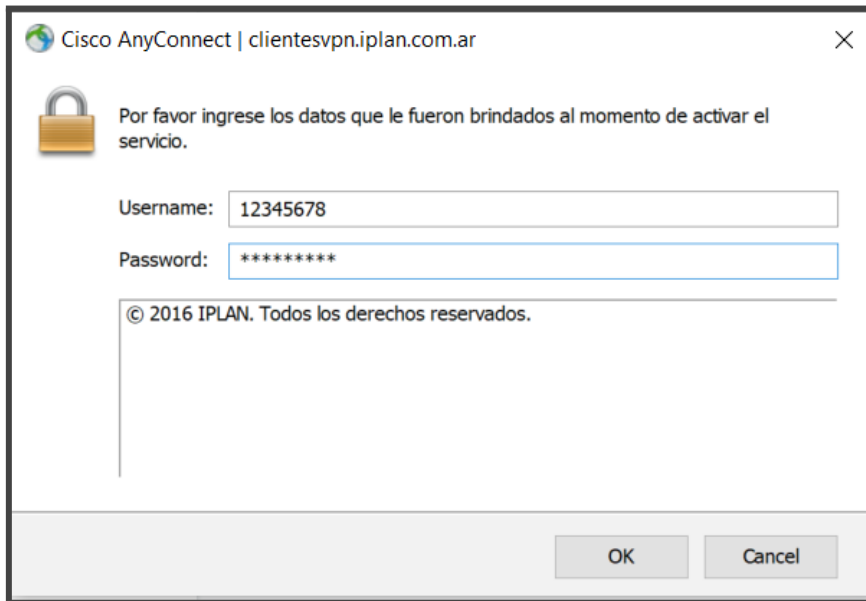 Cisco AnyConnect | clientesvpn.iplan.com.ar
Por favor ingrese los datos que le fueron brindados al momento de activar el
servicio.
Username: 12345678
Password: *********
© 2016 IPLAN. Todos los derechos reservados.
OK Cancel